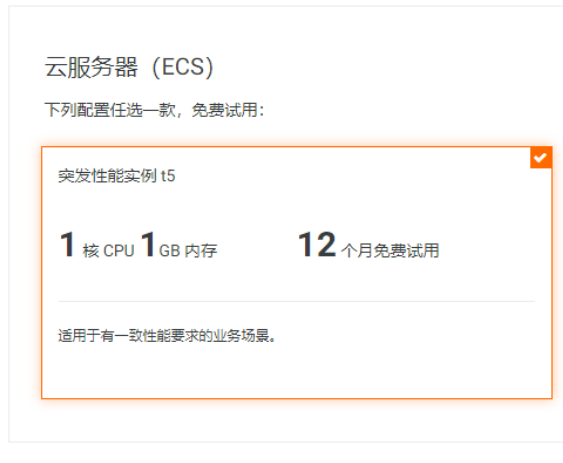 云服务器（ECS）
下列配置任选一款，免费试用：
突发性能实例 t5
1 核 CPU 1 GB 内存 12 个月免费试用
适用于有一致性能要求的业务场景。